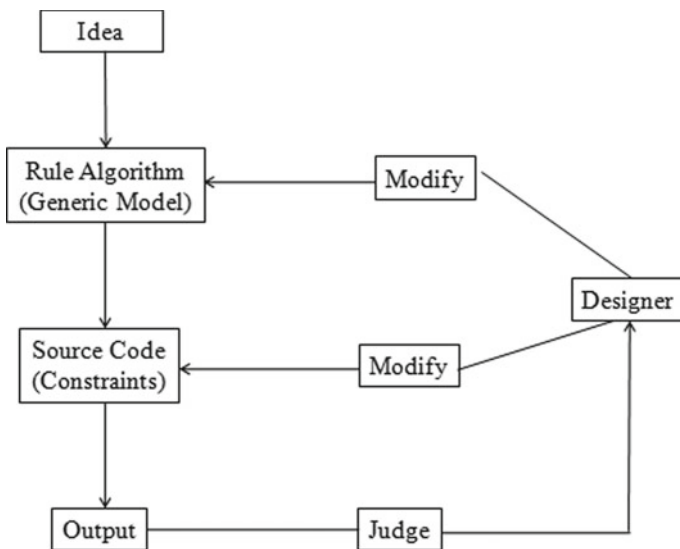 Idea
Rule Algorithm
(Generic Model)
Modify
Designer
Source Code
(Constraints)
Modify
Output
Judge